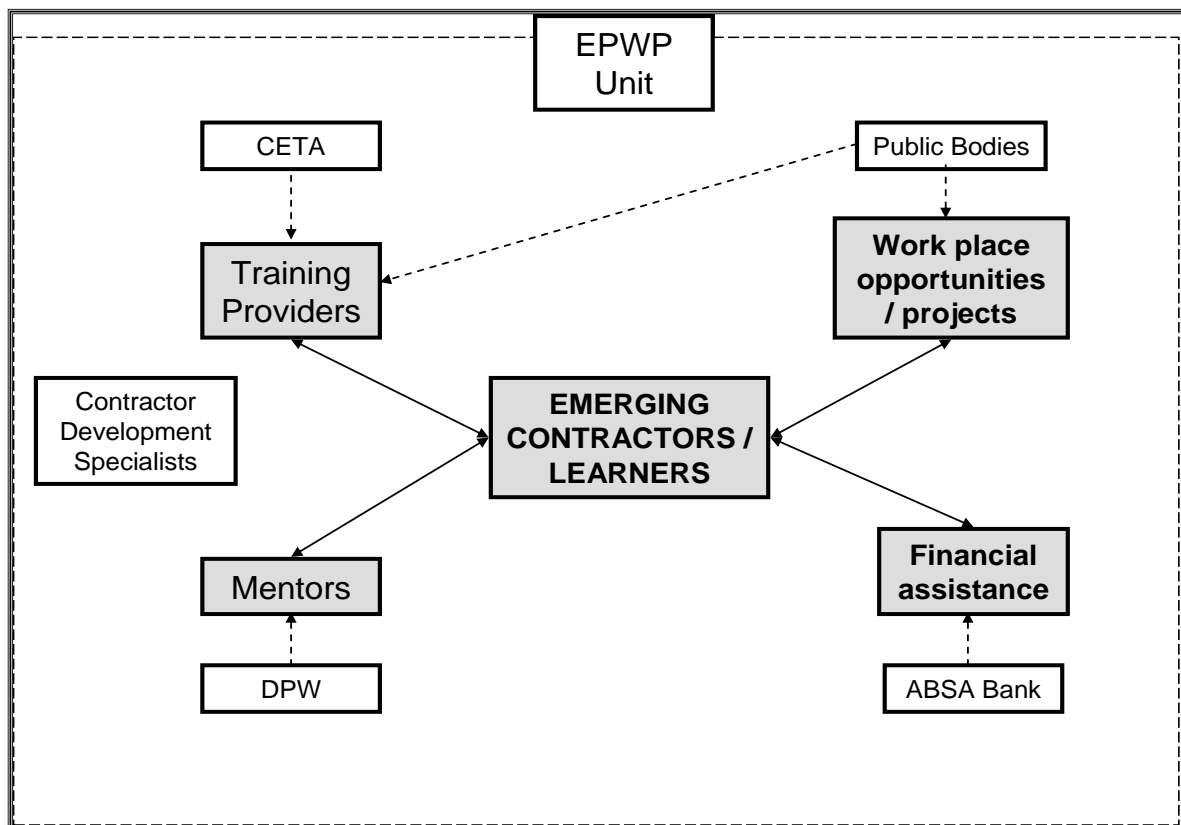 EPWP
Unit
CETA
Public Bodies
Training
Providers
Work place
opportunities
/ projects
Contractor
Development
Specialists
EMERGING
CONTRACTORS /
LEARNERS
Mentors
Financial
assistance
DPW
ABSA Bank